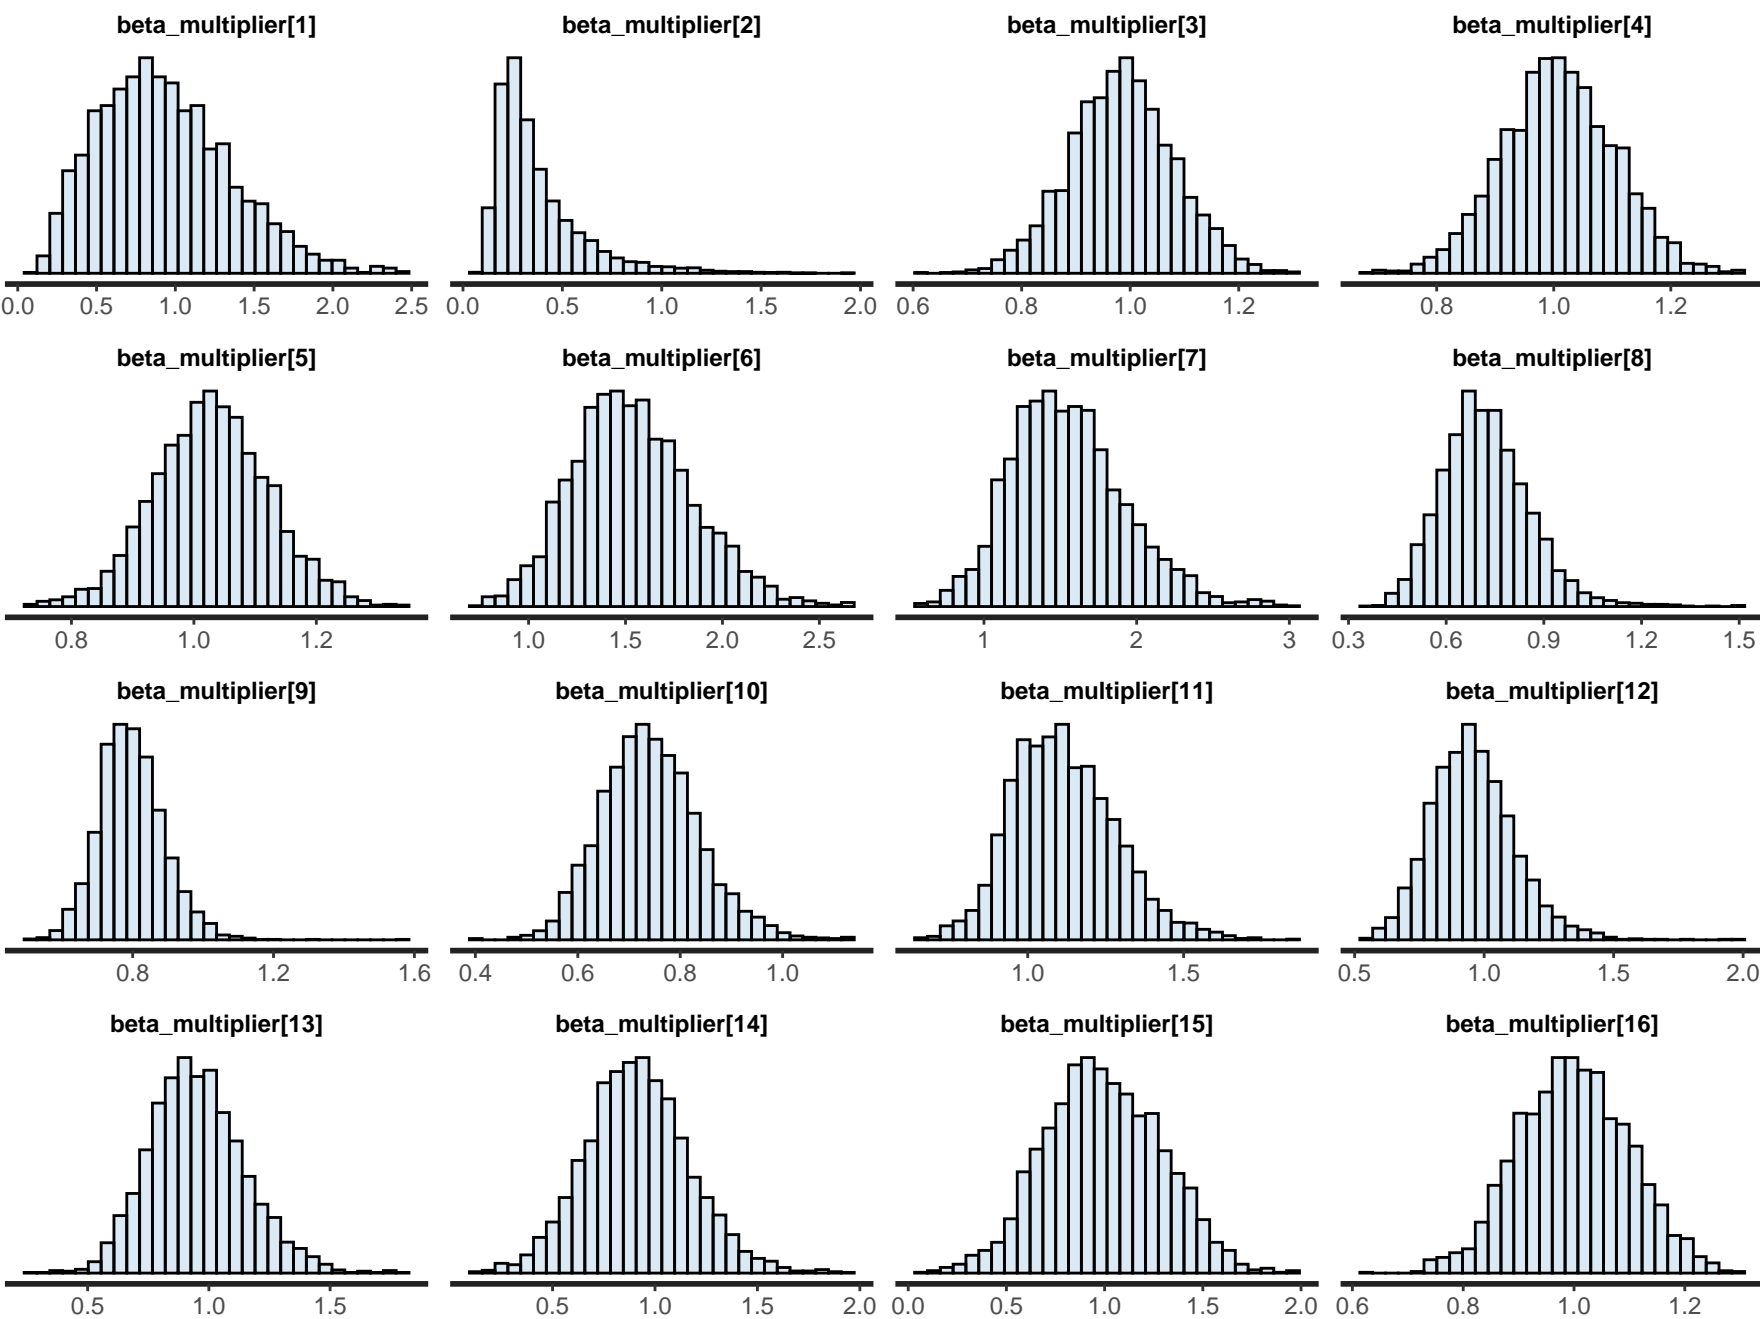 beta_multiplier[1] beta_multiplier[2] beta_multiplier[3] beta_multiplier[4]
0.0 0.5 1.0 1.5 2.0 2.5 0.0 0.5 1.0 1.5 2.0 0.6 0.8 1.0 1.2 0.8 1.0 1.2
beta_multiplier[5] beta_multiplier[6] beta_multiplier[7] beta_multiplier[8]
0.8 1.0 1.2 1.0 1.5 2.0 2.5 1 2 3 0.3 0.6 0.9 1.2 1.5
beta_multiplier[9] beta_multiplier[10] beta_multiplier[11] beta_multiplier[12]
0.8 1.2 1.6 0.4 0.6 0.8 1.0 1.0 1.5 0.5 1.0 1.5 2.0
beta_multiplier[13] beta_multiplier[14] beta_multiplier[15] beta_multiplier[16]
0.5 1.0 1.5 0.5 1.0 1.5 2.0 0.0 0.5 1.0 1.5 2.0 0.6 0.8 1.0 1.2